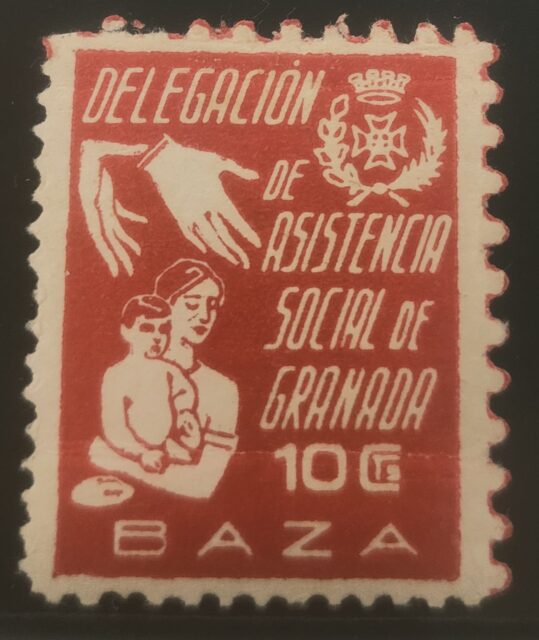 DELEGACIÓN
DE
ASISTENCIA
SOCIAL DE
GRANADA
10 CTS
BAZA